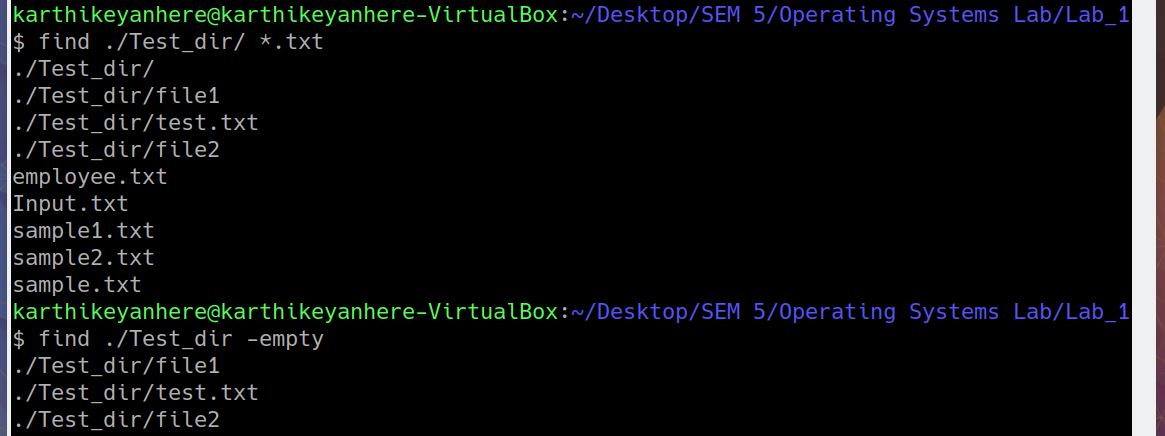 karthikeyanhere@karthikeyanhere-VirtualBox:~/Desktop/SEM 5/Operating Systems Lab/Lab_1
$ find ./Test_dir/ *.txt
./Test_dir/
./Test_dir/file1
./Test_dir/test.txt
./Test_dir/file2
employee.txt
Input.txt
sample1.txt
sample2.txt
sample.txt
karthikeyanhere@karthikeyanhere-VirtualBox:~/Desktop/SEM 5/Operating Systems Lab/Lab_1
$ find ./Test_dir -empty
./Test_dir/file1
./Test_dir/test.txt
./Test_dir/file2